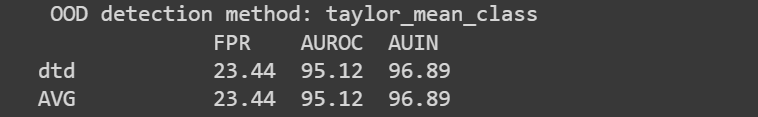 OOD detection method: taylor_mean_class
FPR AUROC AUIN
dtd 23.44 95.12 96.89
AVG 23.44 95.12 96.89